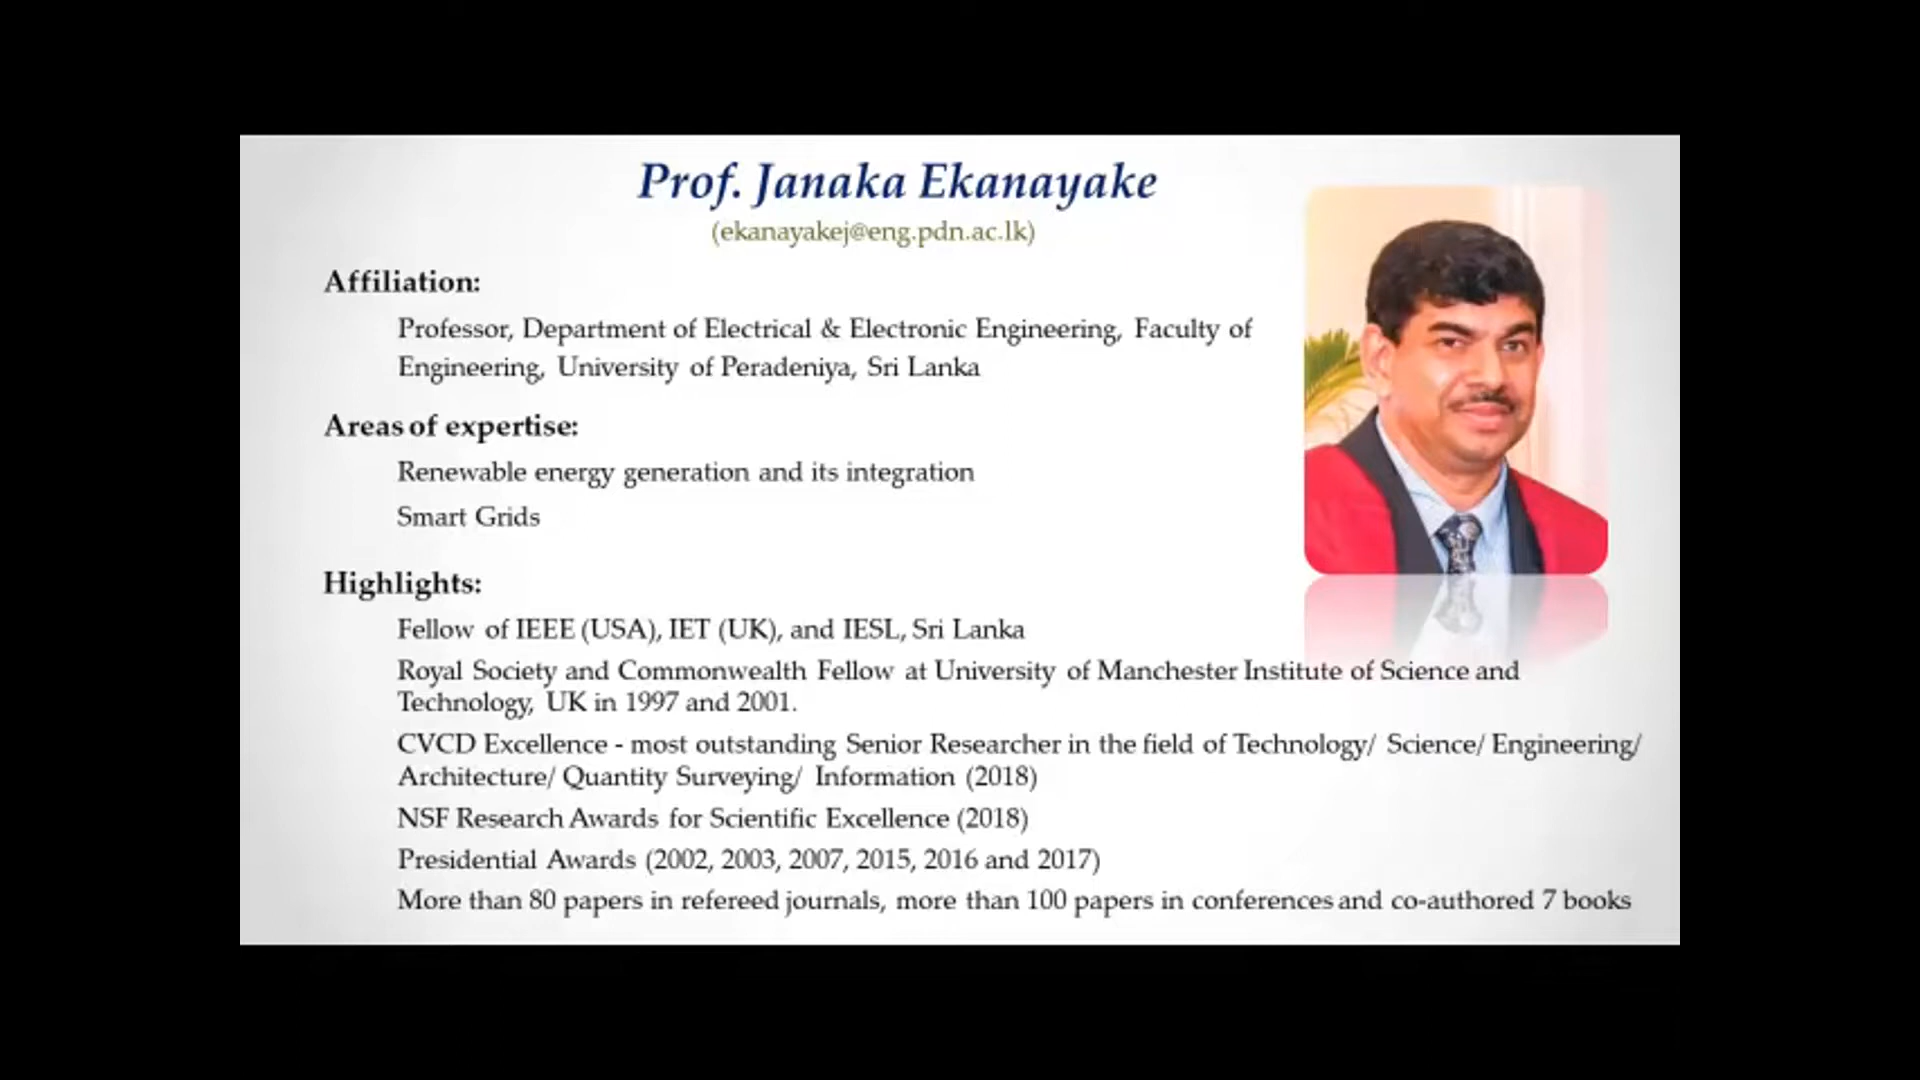 Prof. Janaka Ekanayake
(ekanayakej@eng.pdn.ac.lk)
Affiliation:
Professor, Department of Electrical & Electronic Engineering, Faculty of
Engineering, University of Peradeniya, Sri Lanka
Areas of expertise:
Renewable energy generation and its integration
Smart Grids
Highlights:
Fellow of IEEE (USA), IET (UK), and IESL, Sri Lanka
Royal Society and Commonwealth Fellow at University of Manchester Institute of Science and
Technology, UK in 1997 and 2001.
CVCD Excellence - most outstanding Senior Researcher in the field of Technology/ Science/ Engineering/
Architecture/ Quantity Surveying/ Information (2018)
NSF Research Awards for Scientific Excellence (2018)
Presidential Awards (2002, 2003, 2007, 2015, 2016 and 2017)
More than 80 papers in refereed journals, more than 100 papers in conferences and co-authored 7 books